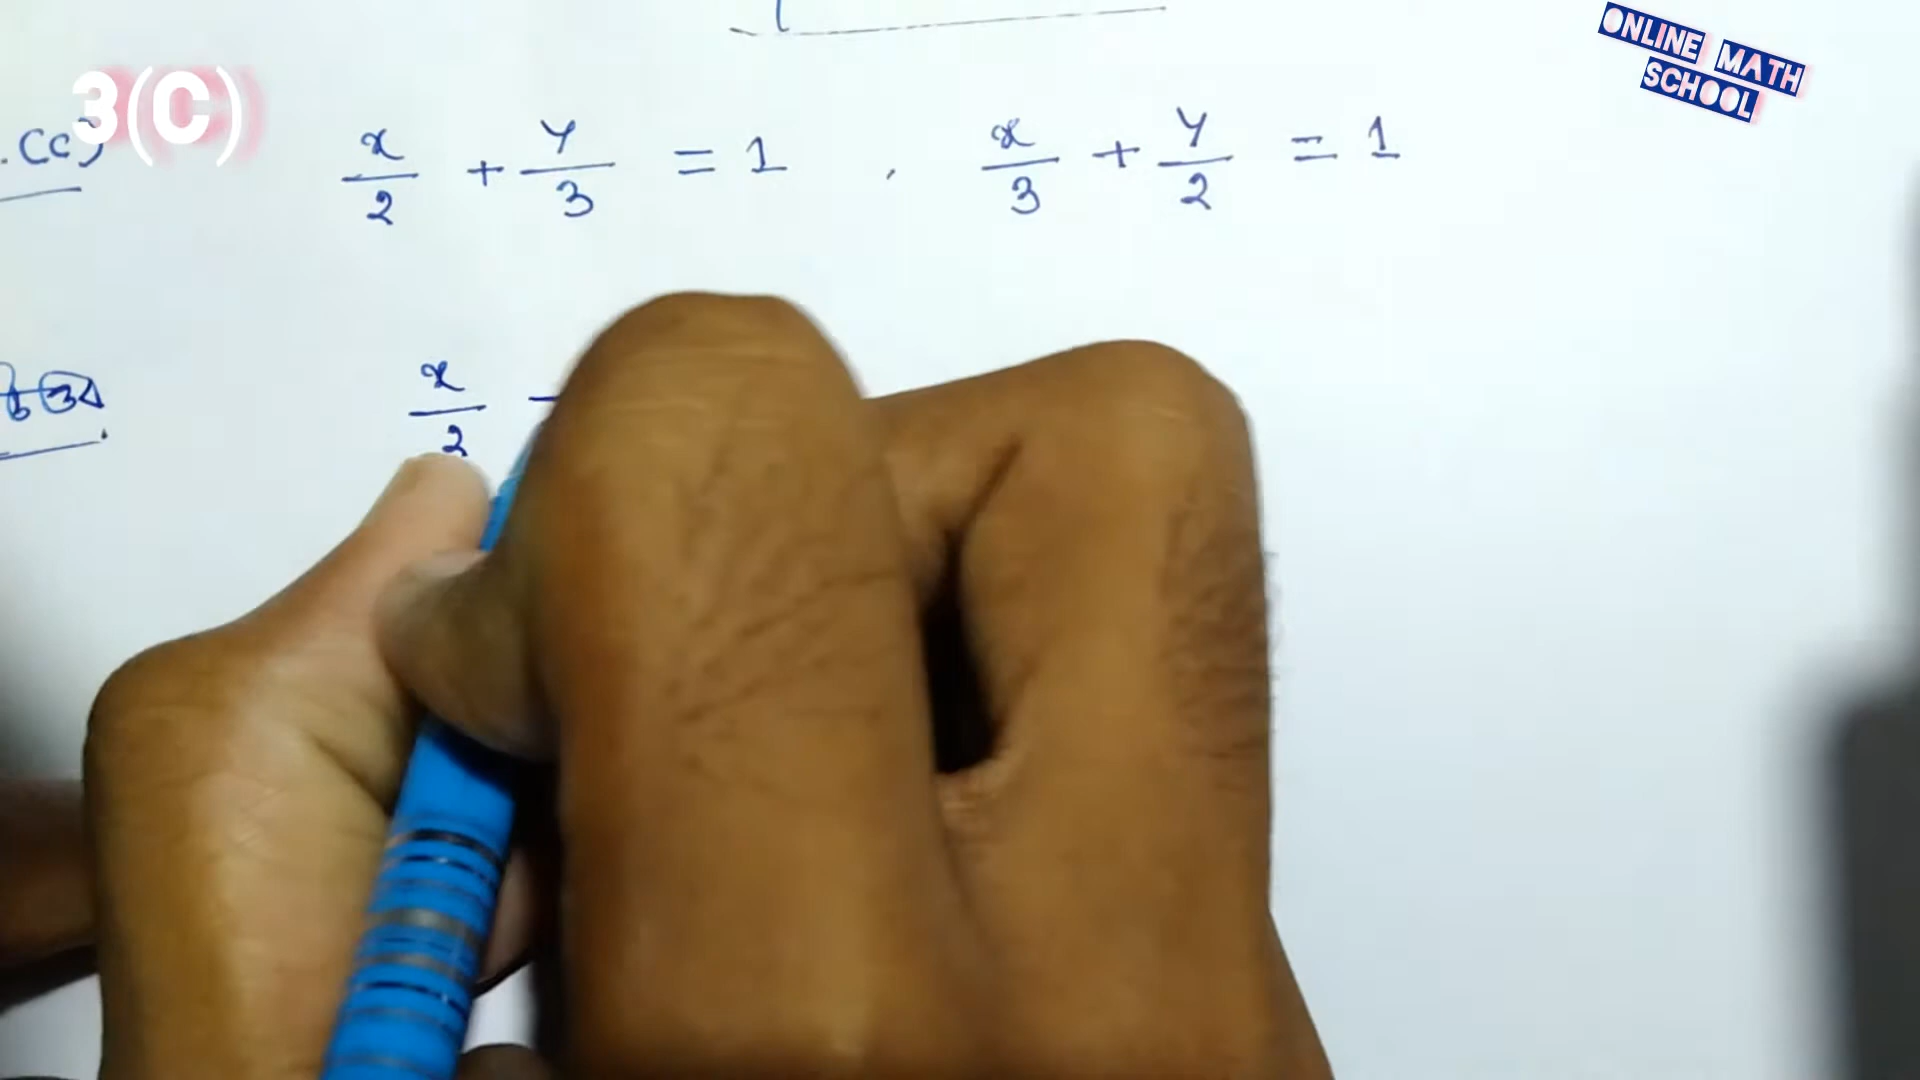 ONLINE MATH
SCHOOL
3(C)
.(c)
x/2 + y/3 = 1 , x/3 + y/2 = 1
x/2